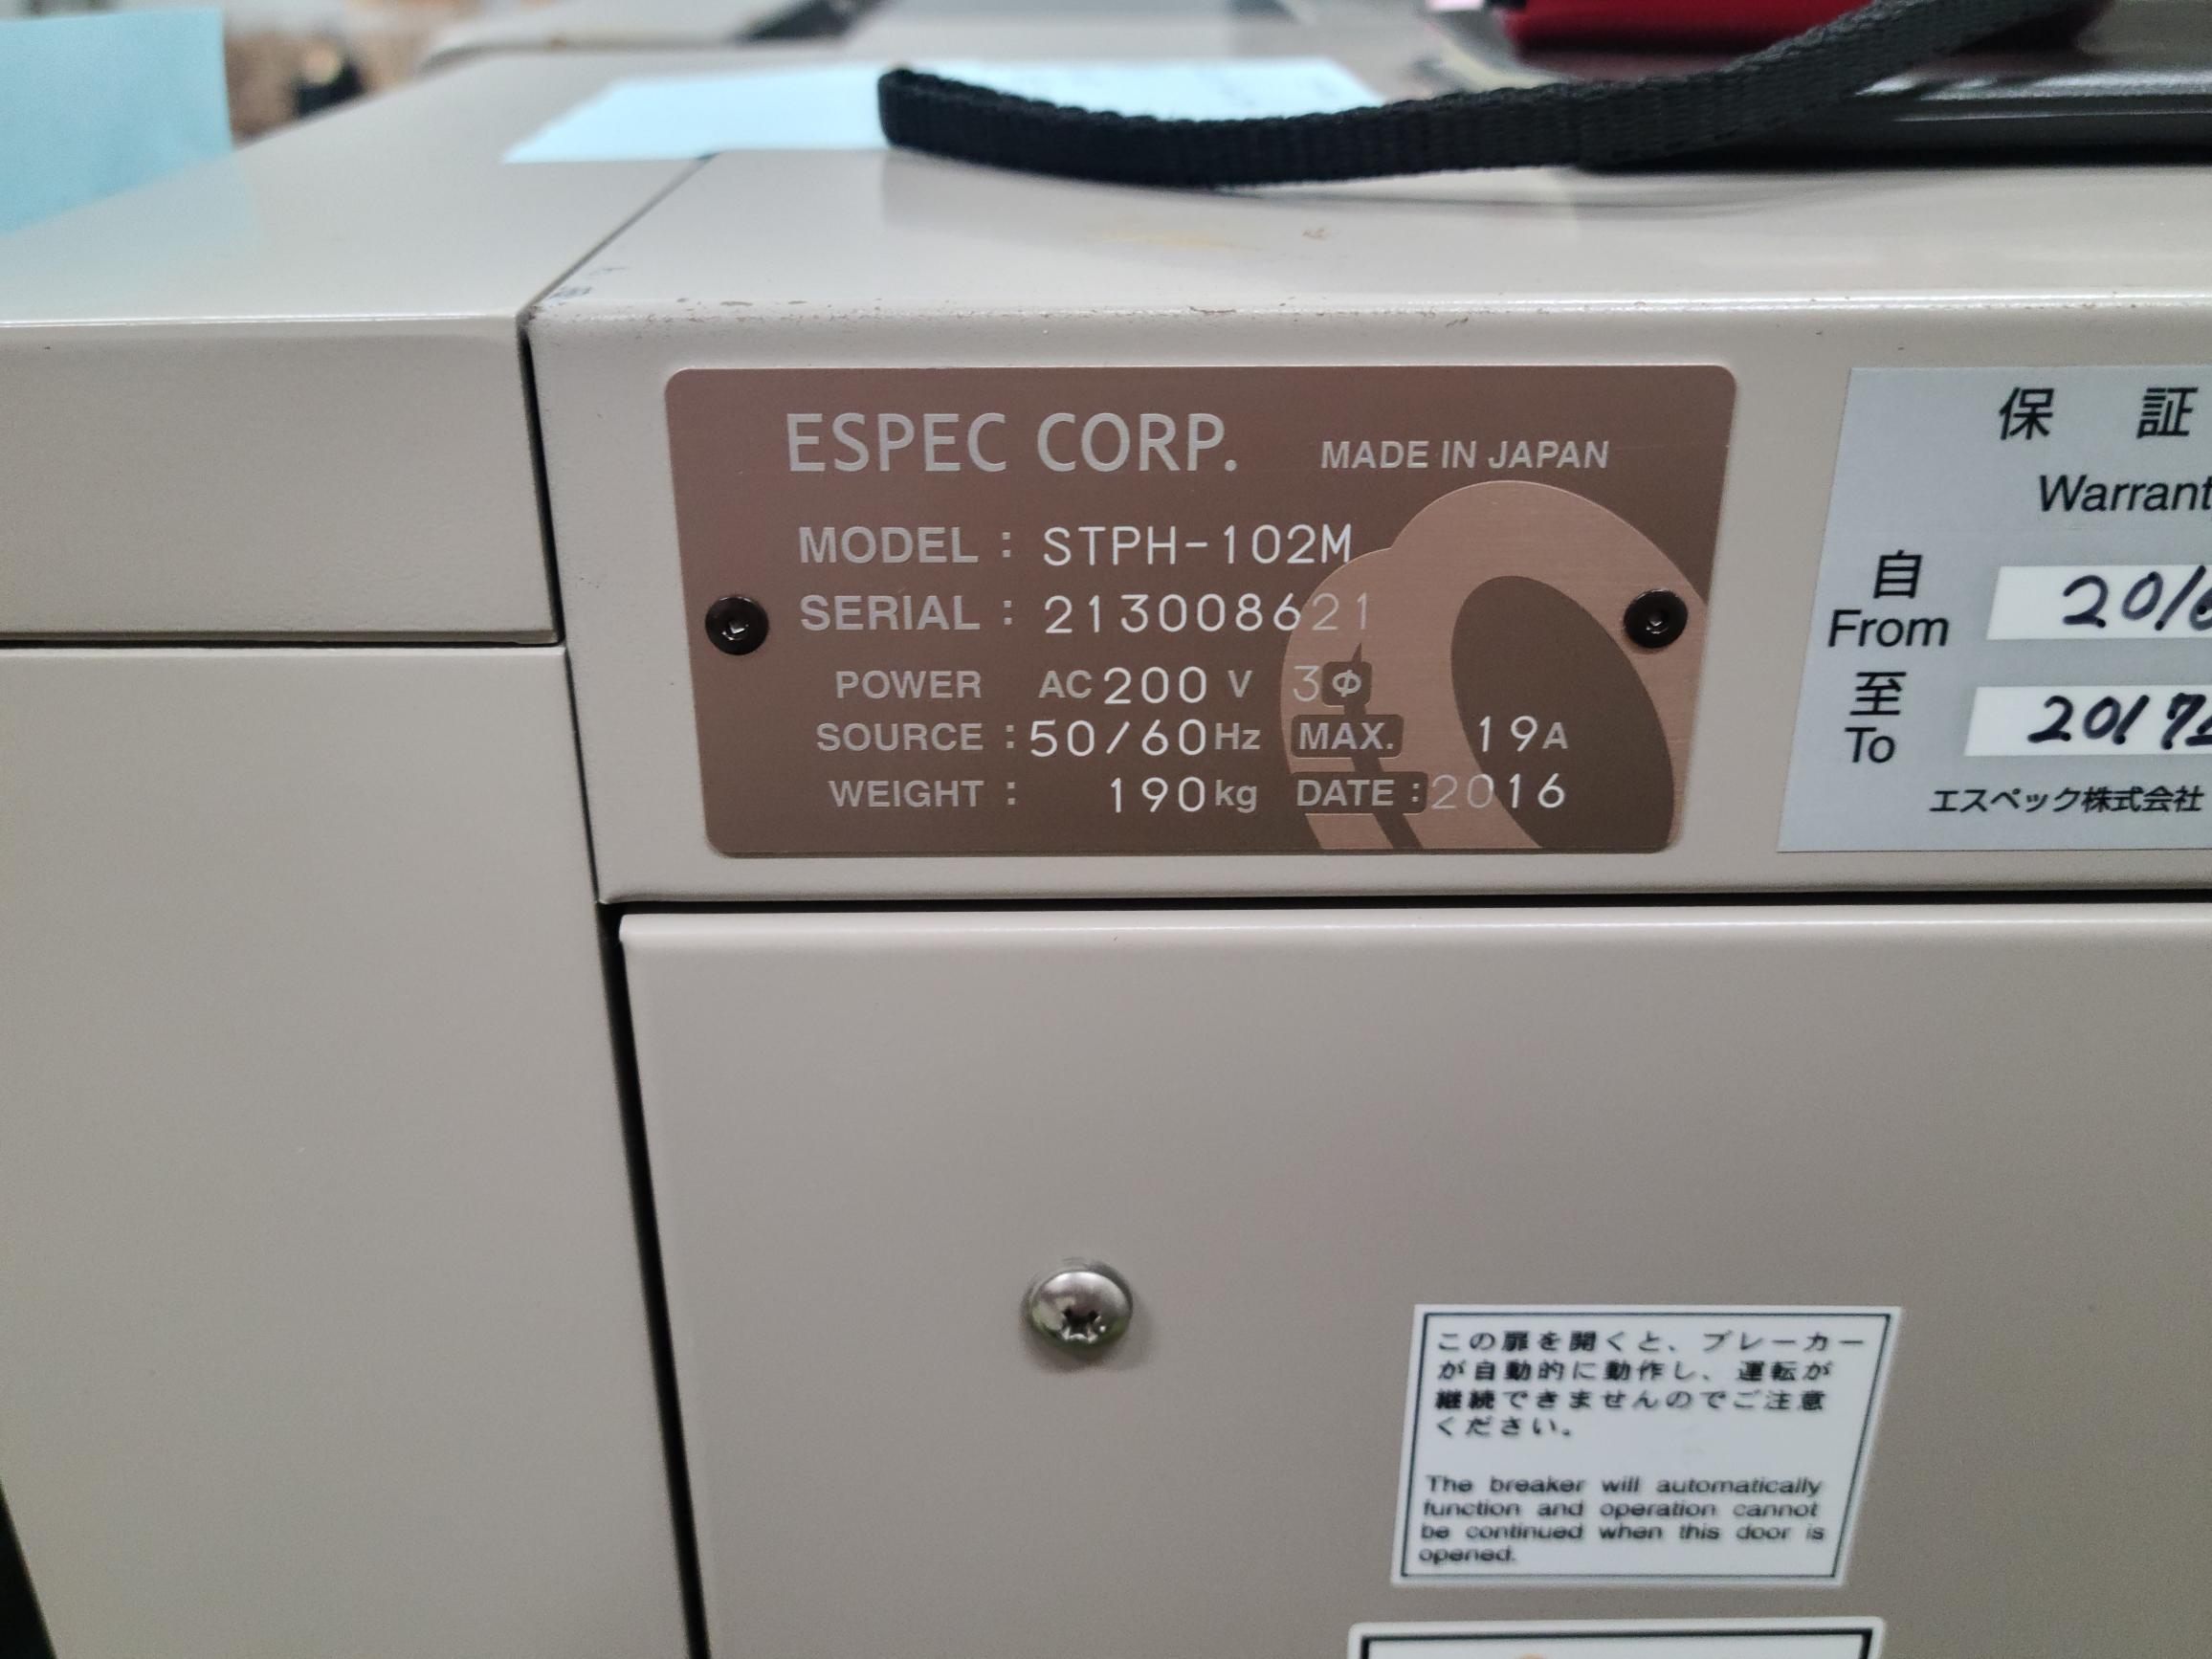 ESPEC CORP. MADE IN JAPAN
MODEL : STPH-102M
SERIAL : 213008621
POWER AC 200 V 3Φ
SOURCE : 50/60Hz MAX. 19A
WEIGHT : 190kg DATE : 2016
保 証
Warrant
自
From 2016
至
To 2017
エスペック株式会社
この扉を開くと、ブレーカー
が自動的に動作し、運転が
継続できませんのでご注意
ください。
The breaker will automatically
function and operation cannot
be continued when this door is
opened.